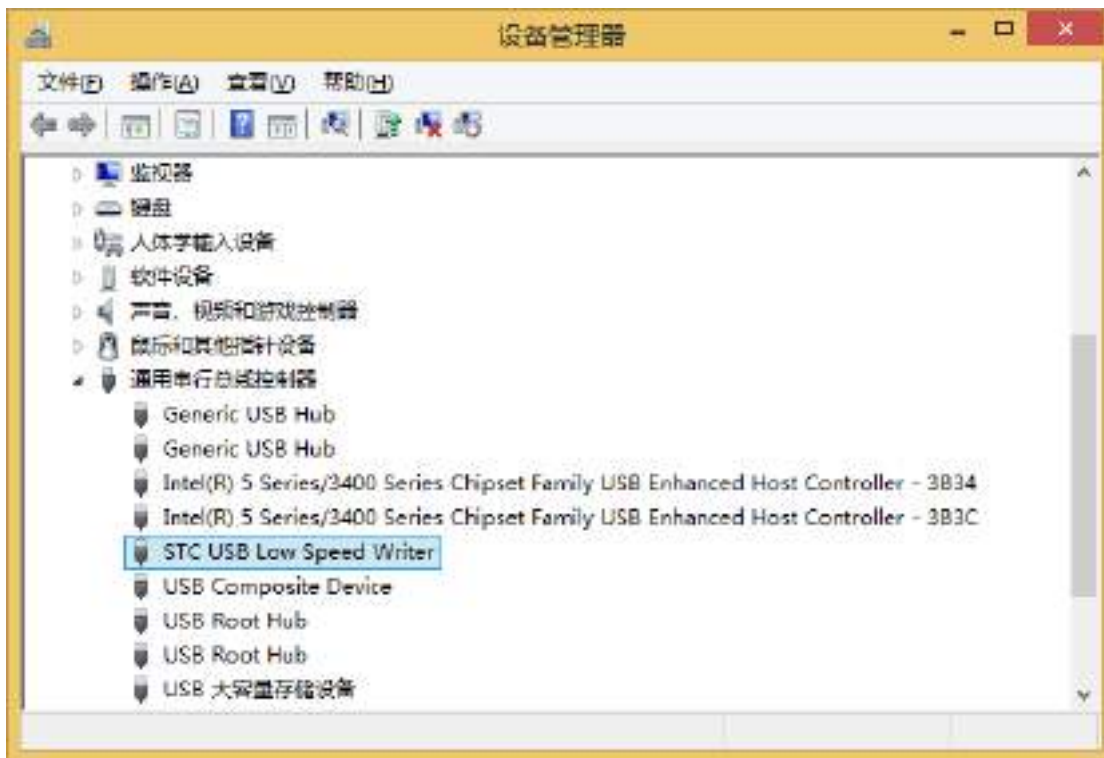 设备管理器
文件(F) 操作(A) 查看(V) 帮助(H)
监视器
键盘
人体学输入设备
软件设备
声音、视频和游戏控制器
鼠标和其他指针设备
通用串行总线控制器
Generic USB Hub
Generic USB Hub
Intel(R) 5 Series/3400 Series Chipset Family USB Enhanced Host Controller - 3B34
Intel(R) 5 Series/3400 Series Chipset Family USB Enhanced Host Controller - 3B3C
STC USB Low Speed Writer
USB Composite Device
USB Root Hub
USB Root Hub
USB 大容量存储设备